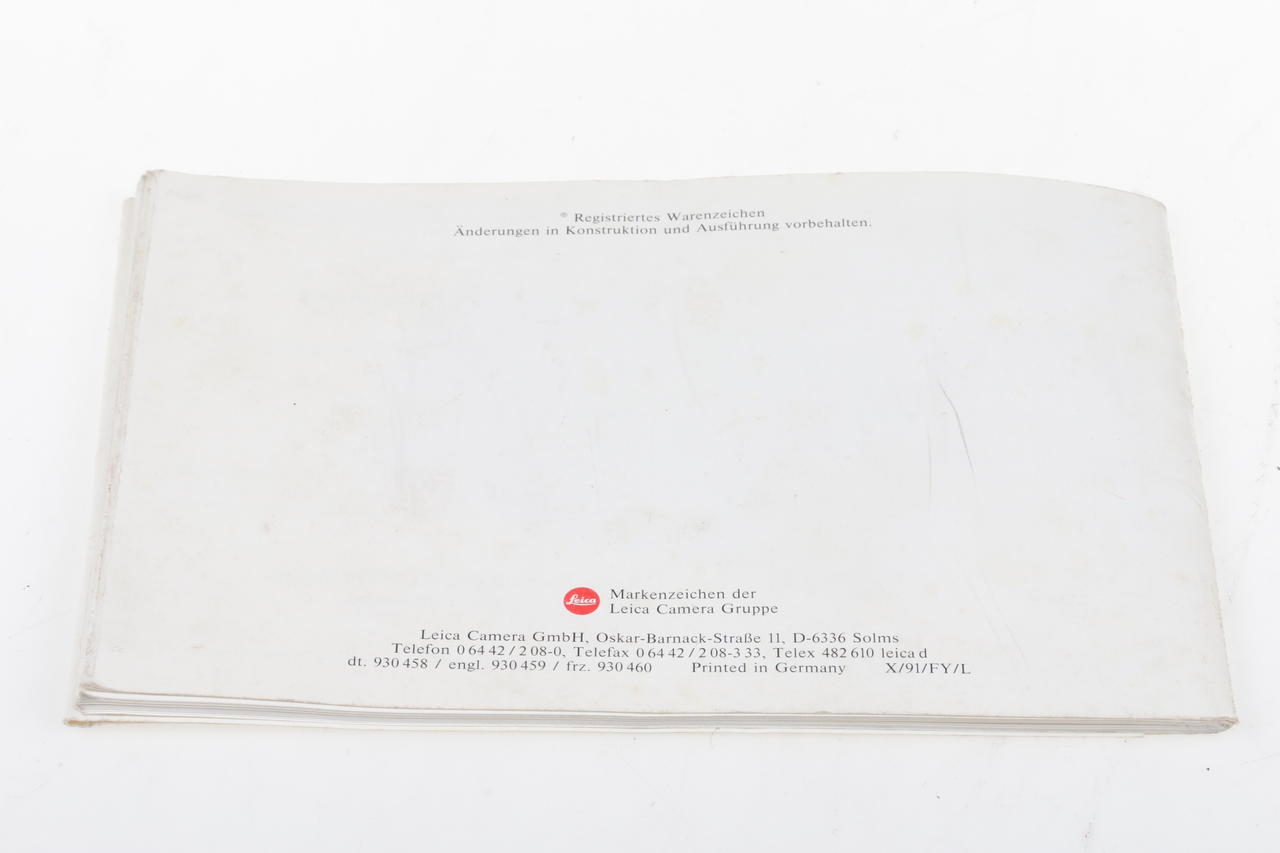 ® Registriertes Warenzeichen
Änderungen in Konstruktion und Ausführung vorbehalten.
Leica
Markenzeichen der
Leica Camera Gruppe
Leica Camera GmbH, Oskar-Barnack-Straße 11, D-6336 Solms
Telefon 0 64 42 / 2 08-0, Telefax 0 64 42 / 2 08-3 33, Telex 482 610 leica d
dt. 930 458 / engl. 930 459 / frz. 930 460 Printed in Germany X/91/FY/L